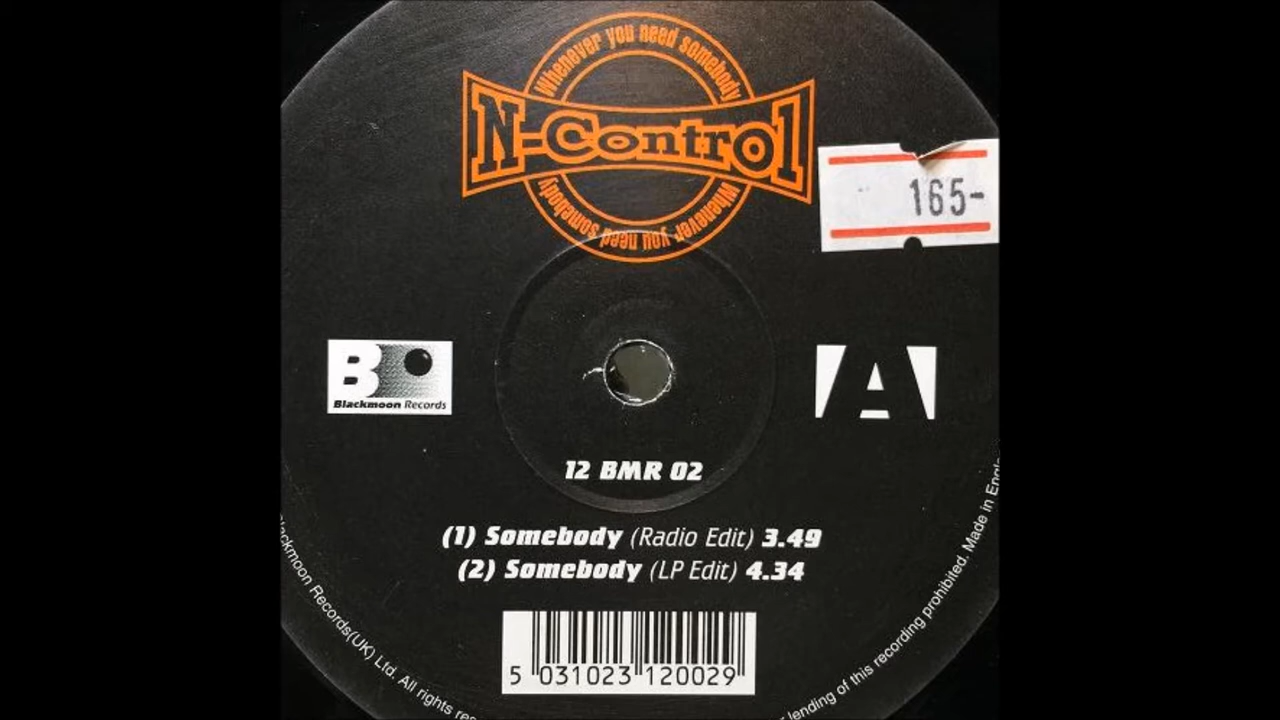 Whenever you need somebody
N-Control
Whenever you need somebody
165-
B
Blackmoon Records
A
12 BMR 02
(1) Somebody (Radio Edit) 3.49
(2) Somebody (LP Edit) 4.34
5 031023 120029
Records(UK) Ltd. All rights
lending of this recording prohibited. Made in